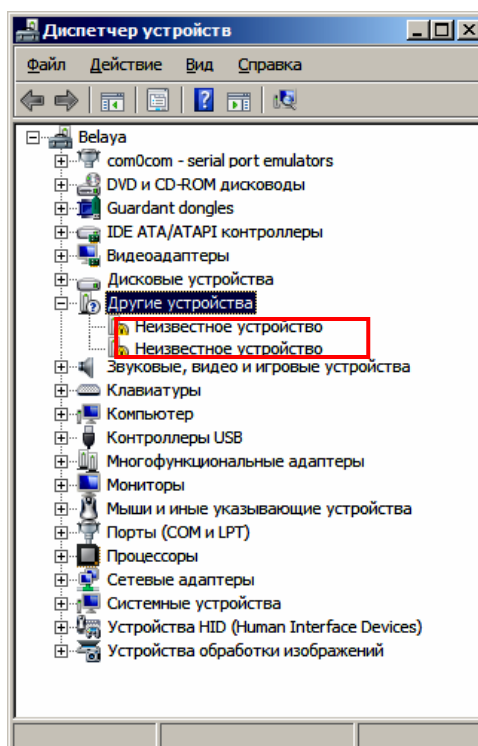 Диспетчер устройств
Файл Действие Вид Справка
Belaya
com0com - serial port emulators
DVD и CD-ROM дисководы
Guardant dongles
IDE ATA/ATAPI контроллеры
Видеоадаптеры
Дисковые устройства
Другие устройства
Неизвестное устройство
Неизвестное устройство
Звуковые, видео и игровые устройства
Клавиатуры
Компьютер
Контроллеры USB
Многофункциональные адаптеры
Мониторы
Мыши и иные указывающие устройства
Порты (COM и LPT)
Процессоры
Сетевые адаптеры
Системные устройства
Устройства HID (Human Interface Devices)
Устройства обработки изображений